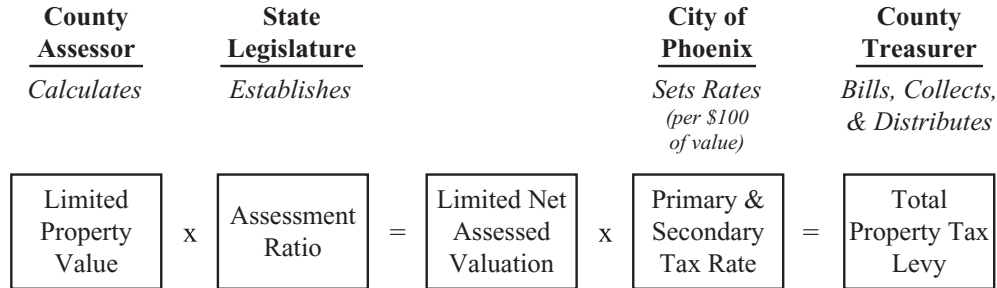 County
Assessor
Calculates
State
Legislature
Establishes
City of
Phoenix
Sets Rates
(per $100
of value)
County
Treasurer
Bills, Collects,
& Distributes
Limited
Property
Value
x
Assessment
Ratio
=
Limited Net
Assessed
Valuation
x
Primary &
Secondary
Tax Rate
=
Total
Property Tax
Levy